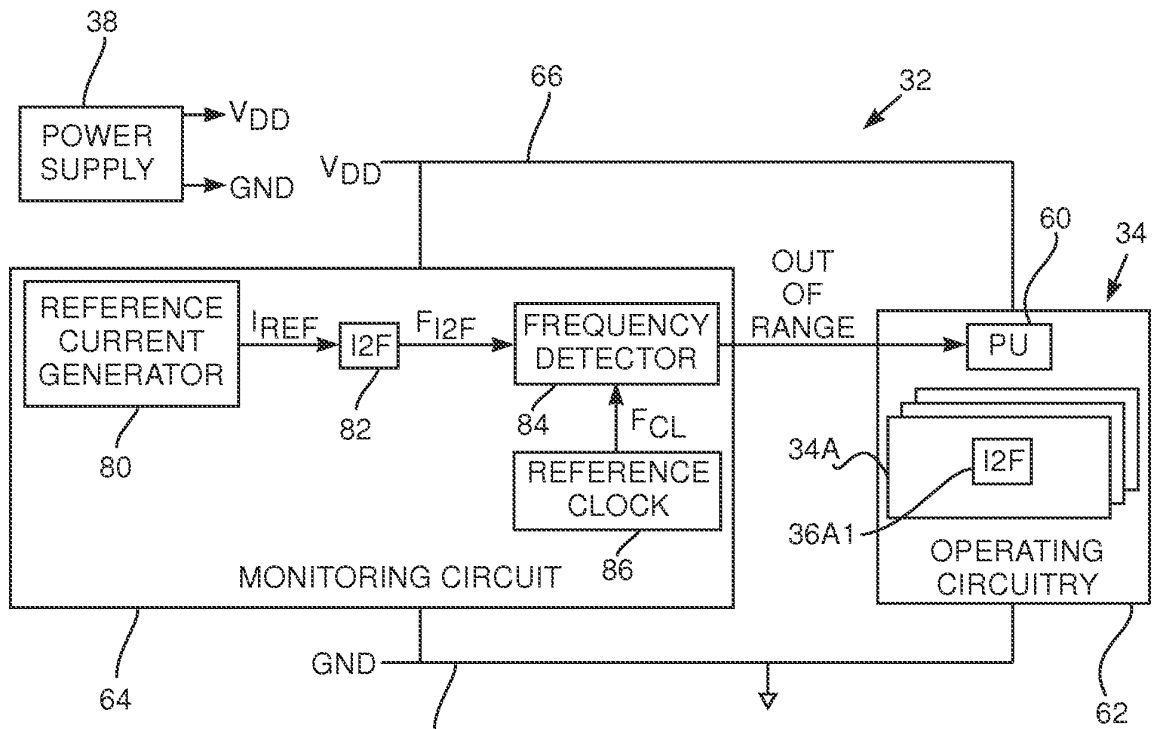 38
POWER
SUPPLY
VDD
GND
66
32
VDD
60
34
REFERENCE
CURRENT
GENERATOR
80
IREF
I2F
82
FI2F
FREQUENCY
DETECTOR
84
FCL
REFERENCE
CLOCK
86
OUT
OF
RANGE
PU
34A
I2F
36A1
OPERATING
CIRCUITRY
MONITORING CIRCUIT
64
GND
62